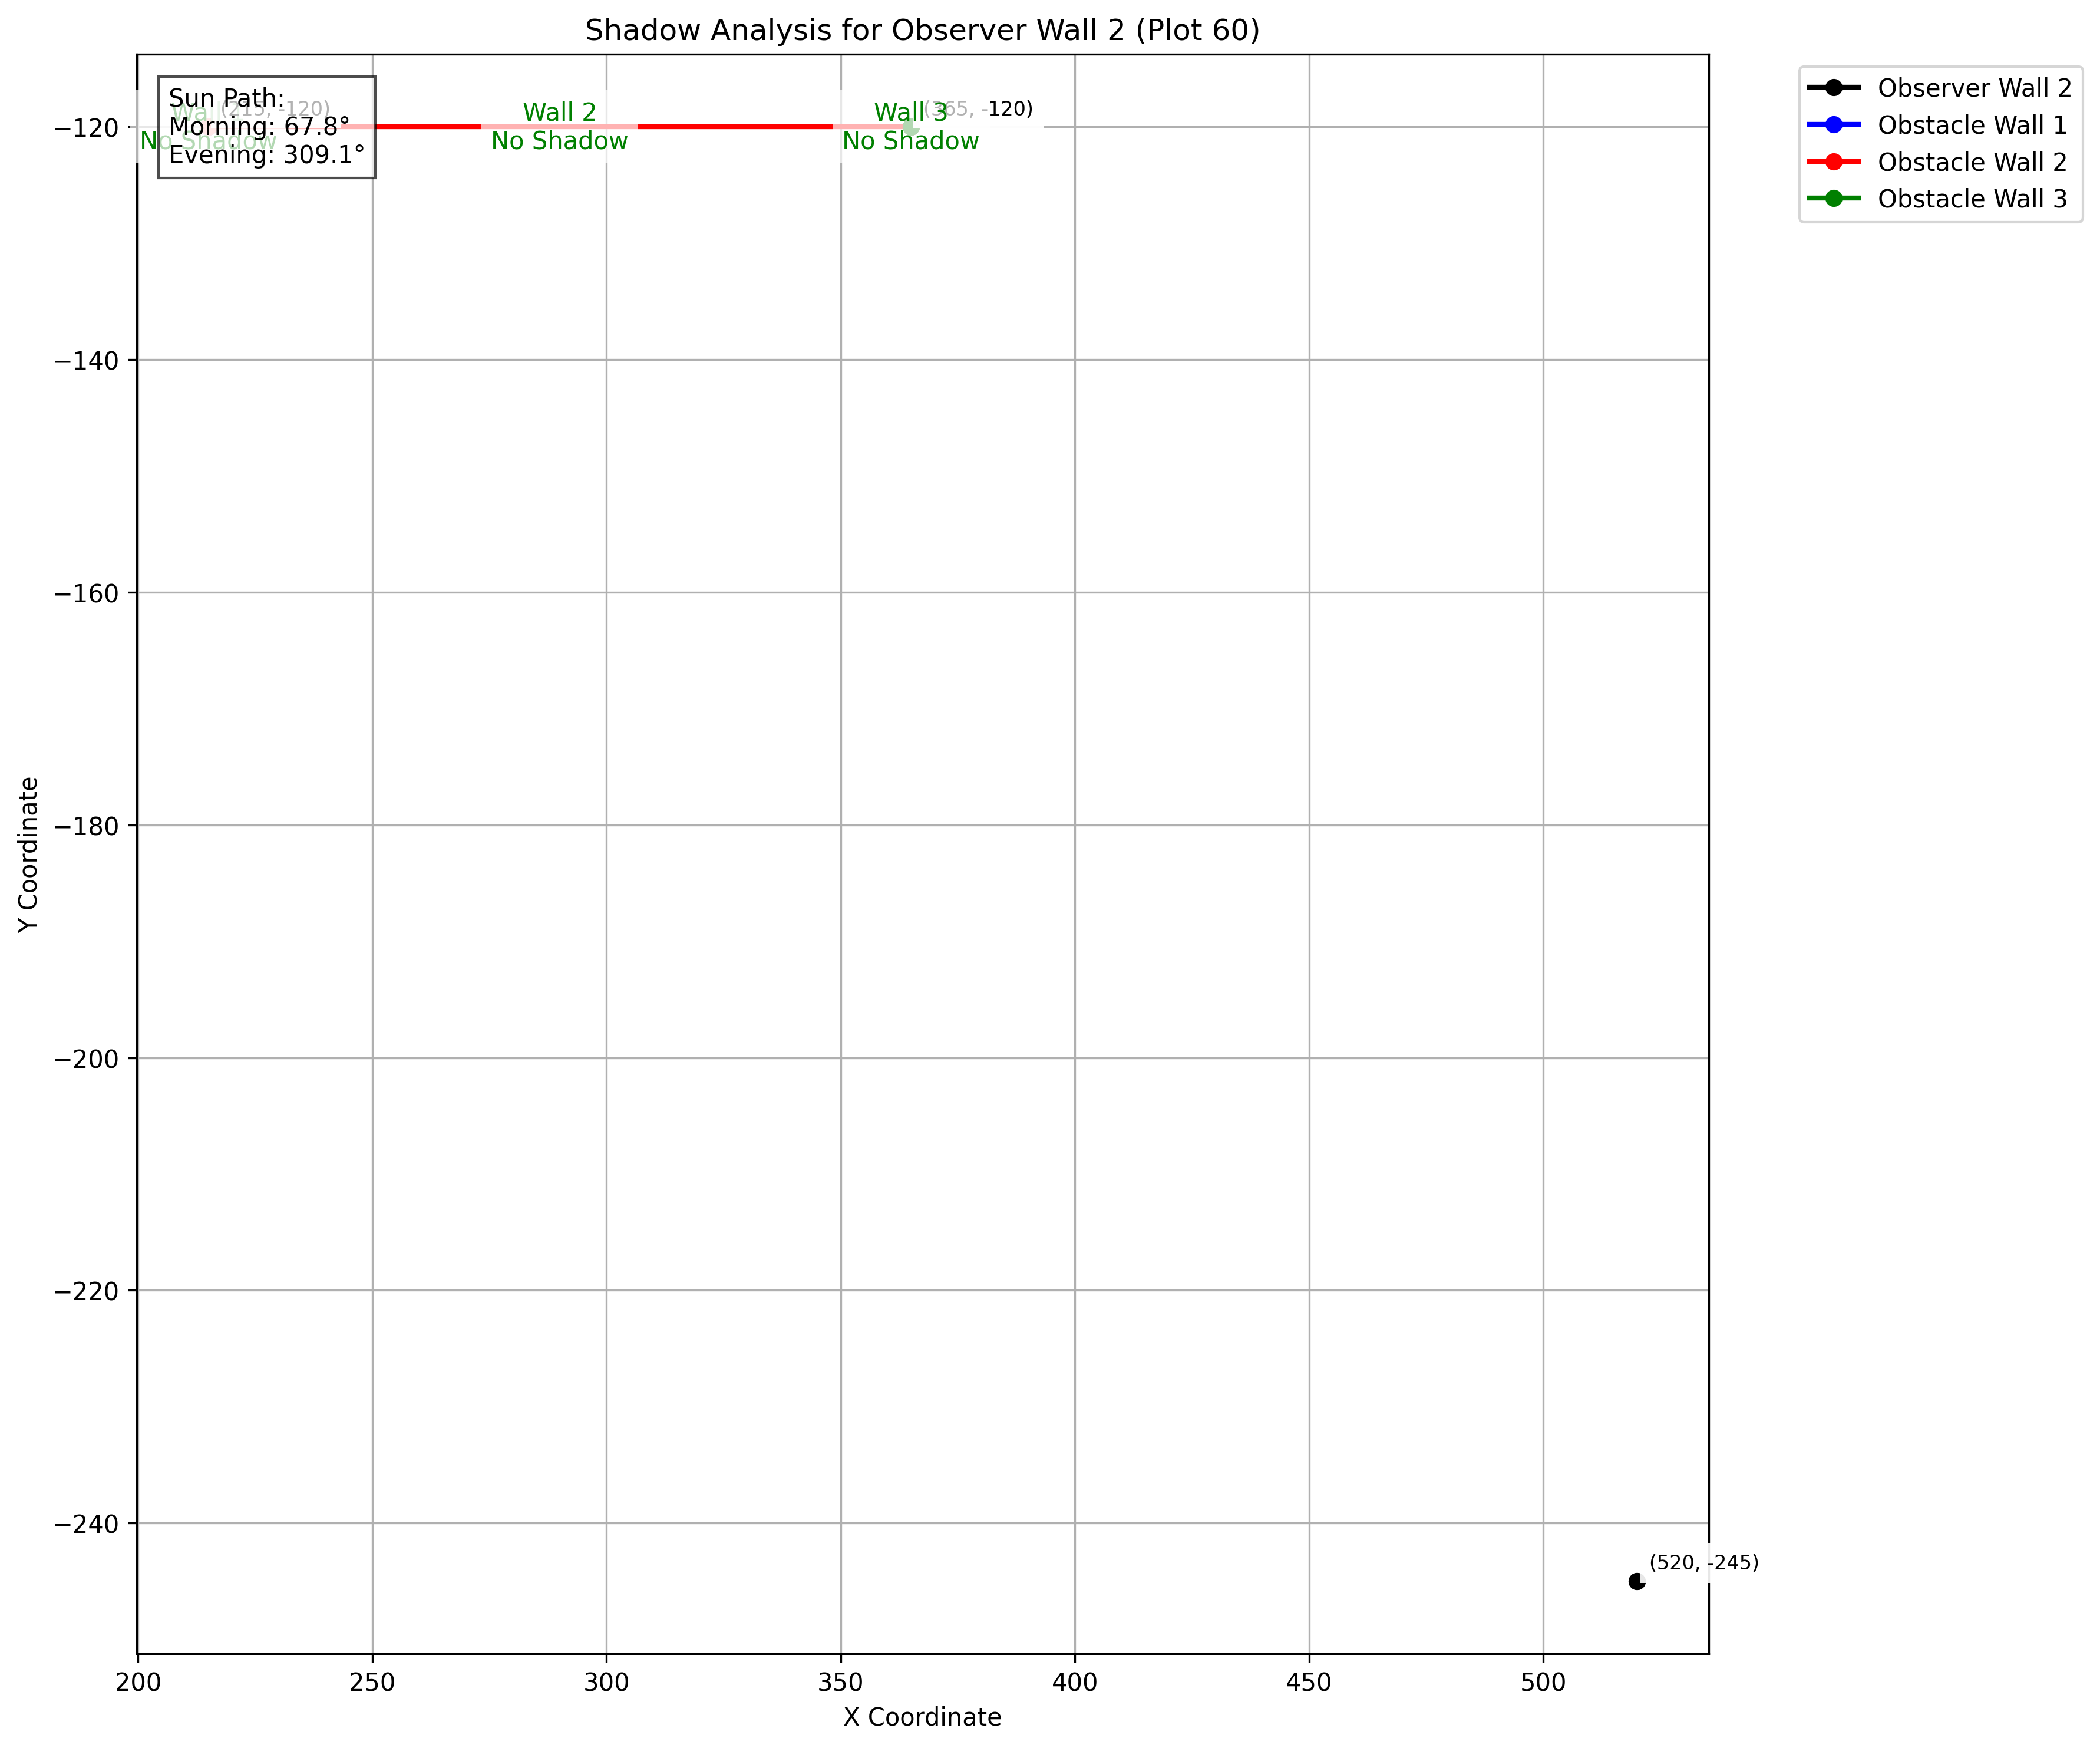 Shadow Analysis for Observer Wall 2 (Plot 60)
Sun Path:
Morning: 67.8°
Evening: 309.1°
(215, -120)
No Shadow
Wall 2
No Shadow
Wall 3
No Shadow
(365, -120)
(520, -245)
Observer Wall 2
Obstacle Wall 1
Obstacle Wall 2
Obstacle Wall 3
Y Coordinate
−120
−140
−160
−180
−200
−220
−240
200
250
300
350
400
450
500
X Coordinate